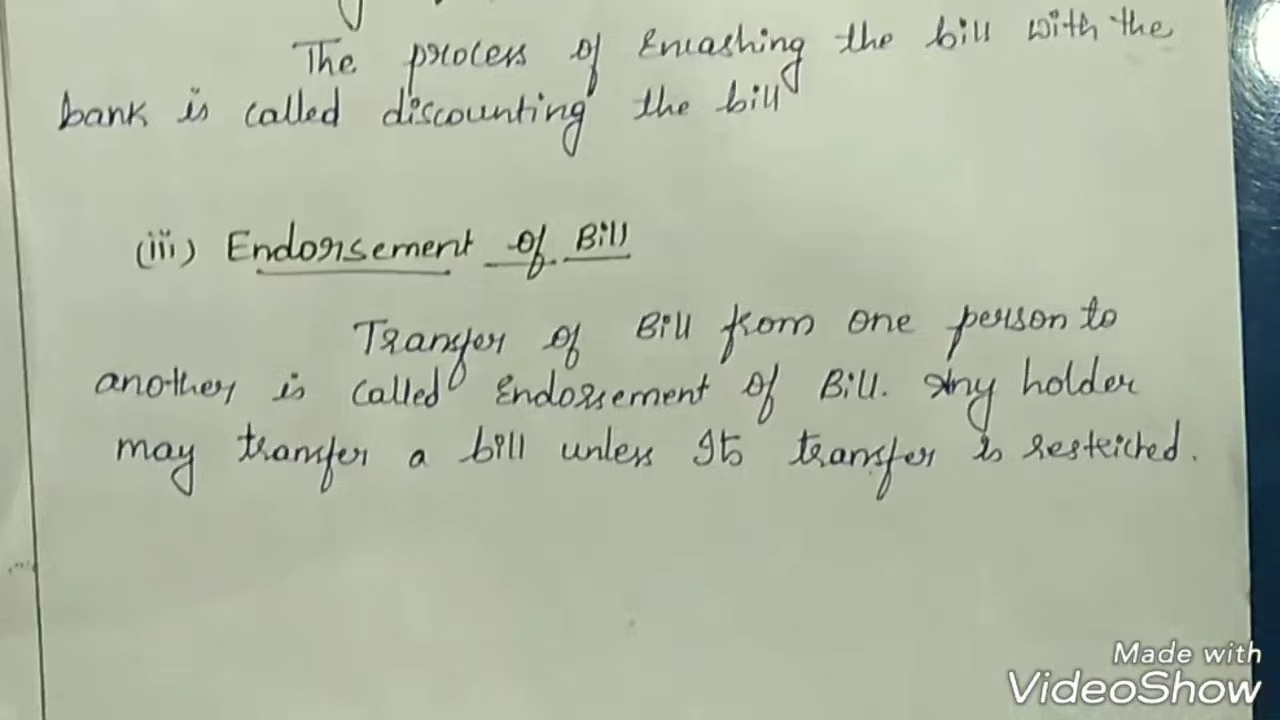 The process of Encashing the bill with the
bank is called discounting the bill
(iii) Endorsement of Bill
Transfer of Bill from one person to
another is called Endorsement of Bill. Any holder
may transfer a bill unless Its transfer is restricted.
Made with
VideoShow